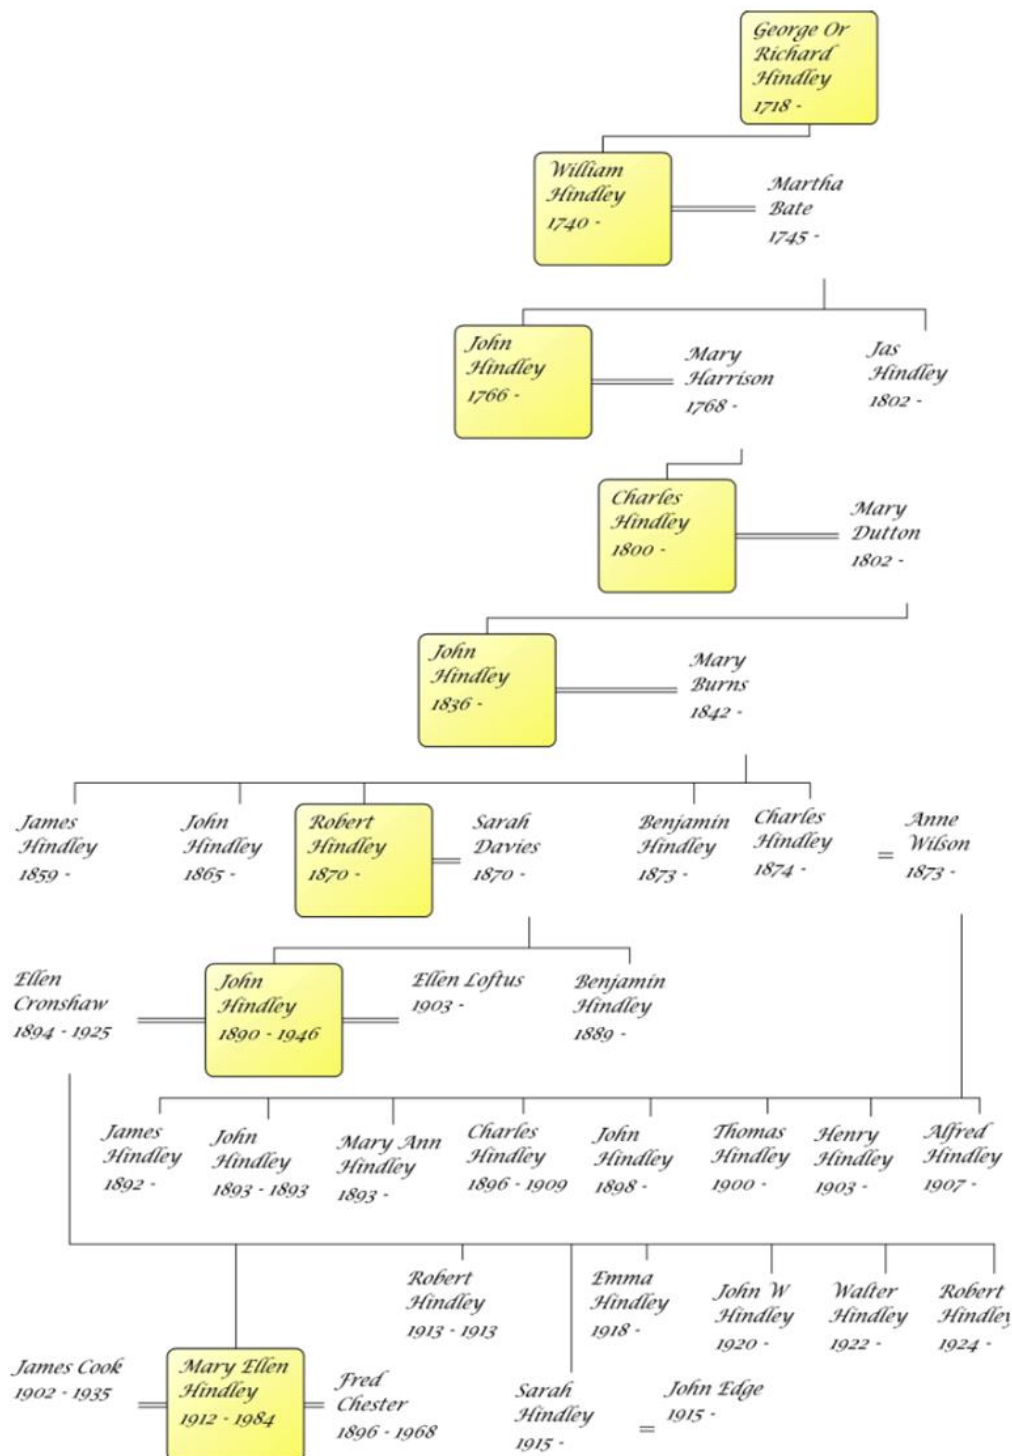 George Or
Richard
Hindley
1718 -
William
Hindley
1740 -
Martha
Bate
1745 -
John
Hindley
1766 -
Mary
Harrison
1768 -
Jas
Hindley
1802 -
Charles
Hindley
1800 -
Mary
Dutton
1802 -
John
Hindley
1836 -
Mary
Burns
1842 -
James
Hindley
1859 -
John
Hindley
1865 -
Robert
Hindley
1870 -
Sarah
Davies
1870 -
Benjamin
Hindley
1873 -
Charles
Hindley
1874 -
Anne
Wilson
1873 -
Ellen
Cronshaw
1894 - 1925
John
Hindley
1890 - 1946
Ellen Loftus
1903 -
Benjamin
Hindley
1889 -
James
Hindley
1892 -
John
Hindley
1893 - 1893
Mary Ann
Hindley
1893 -
Charles
Hindley
1896 - 1909
John
Hindley
1898 -
Thomas
Hindley
1900 -
Henry
Hindley
1903 -
Alfred
Hindley
1907 -
Robert
Hindley
1913 - 1913
Emma
Hindley
1918 -
John W
Hindley
1920 -
Walter
Hindley
1922 -
Robert
Hindley
1924 -
James Cook
1902 - 1935
Mary Ellen
Hindley
1912 - 1984
Fred
Chester
1896 - 1968
Sarah
Hindley
1915 -
John Edge
1915 -